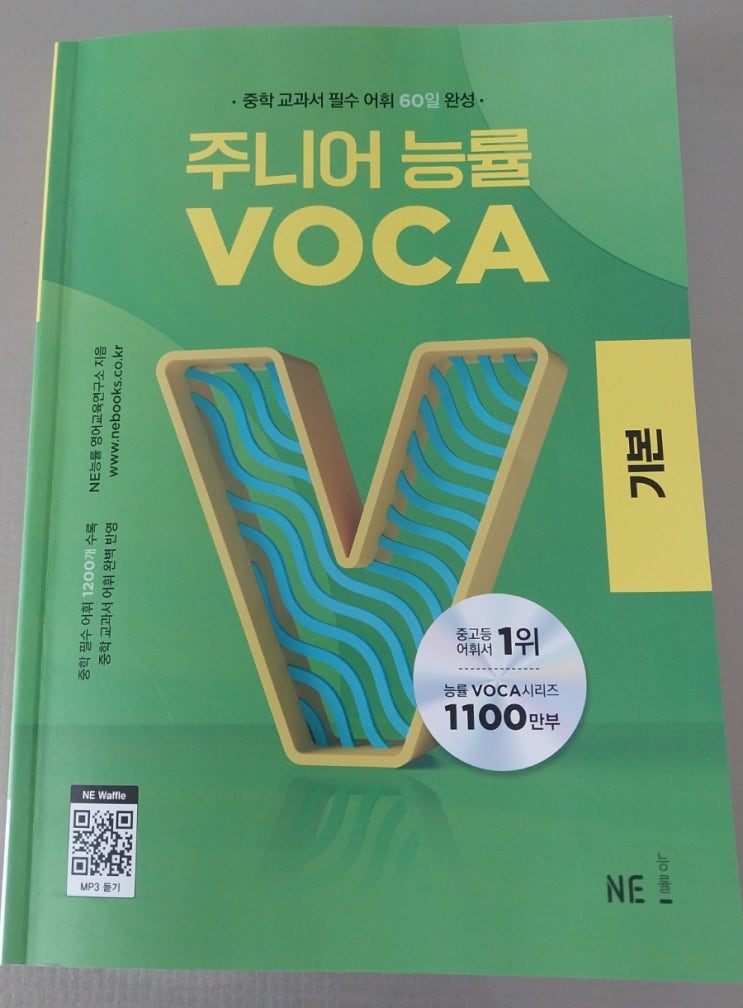 · 중학 교과서 필수 어휘 60일 완성 ·
주니어 능률
VOCA
NE능률 영어교육연구소 지음
www.nebooks.co.kr
기본
중학 필수 어휘 1200개 수록
중학 교과서 어휘 완벽 반영
중고등
어휘서 1위
능률 VOCA시리즈
1100만부
NE Waffle
MP3 듣기
NE 능률